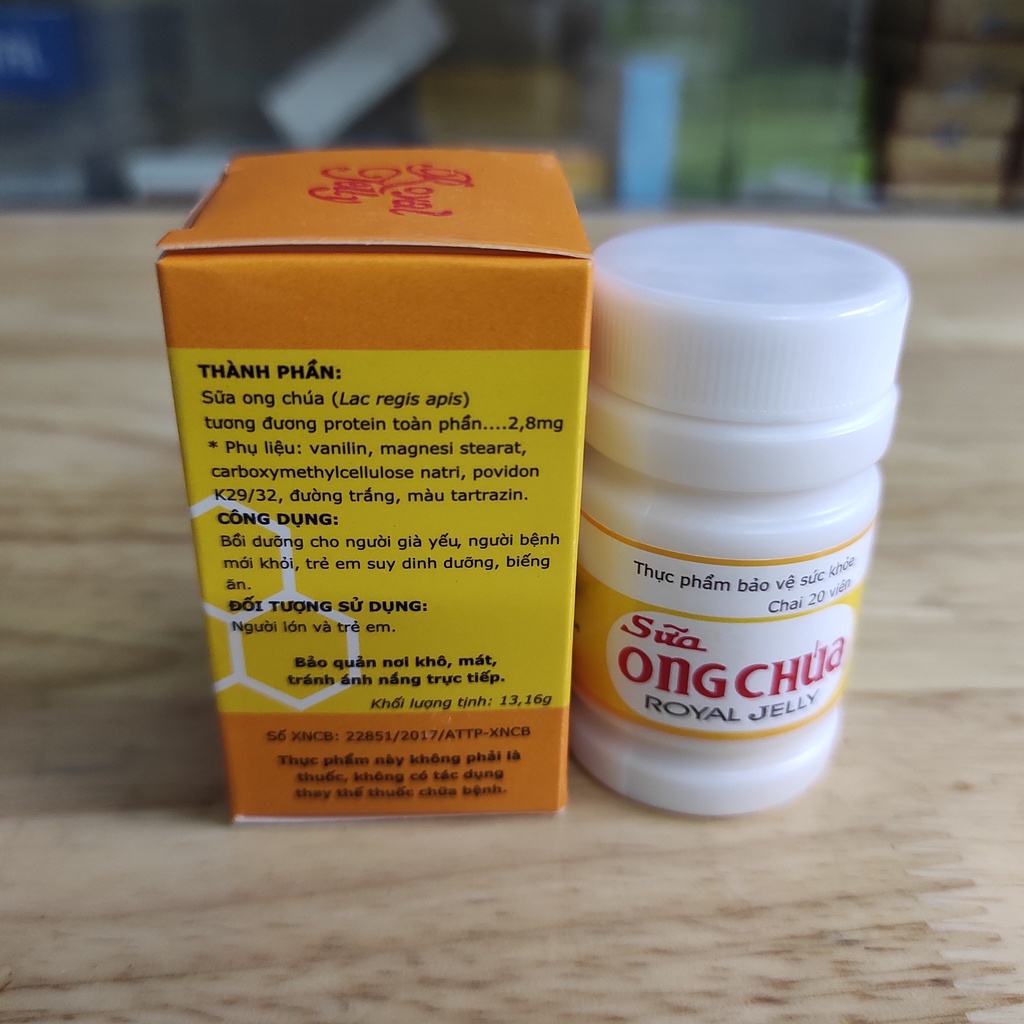 Royal
Jelly
THÀNH PHẦN:
Sữa ong chúa (Lac regis apis)
tương đương protein toàn phần....2,8mg
* Phụ liệu: vanilin, magnesi stearat,
carboxymethylcellulose natri, povidon
K29/32, đường trắng, màu tartrazin.
CÔNG DỤNG:
Bồi dưỡng cho người già yếu, người bệnh
mới khỏi, trẻ em suy dinh dưỡng, biếng
ăn.
ĐỐI TƯỢNG SỬ DỤNG:
Người lớn và trẻ em.
Bảo quản nơi khô, mát,
tránh ánh nắng trực tiếp.
Khối lượng tịnh: 13,16g
Số XNCB: 22851/2017/ATTP-XNCB
Thực phẩm này không phải là
thuốc, không có tác dụng
thay thế thuốc chữa bệnh.
Thực phẩm bảo vệ sức khỏe
Chai 20 viên
Sữa
ONG CHÚA
ROYAL JELLY